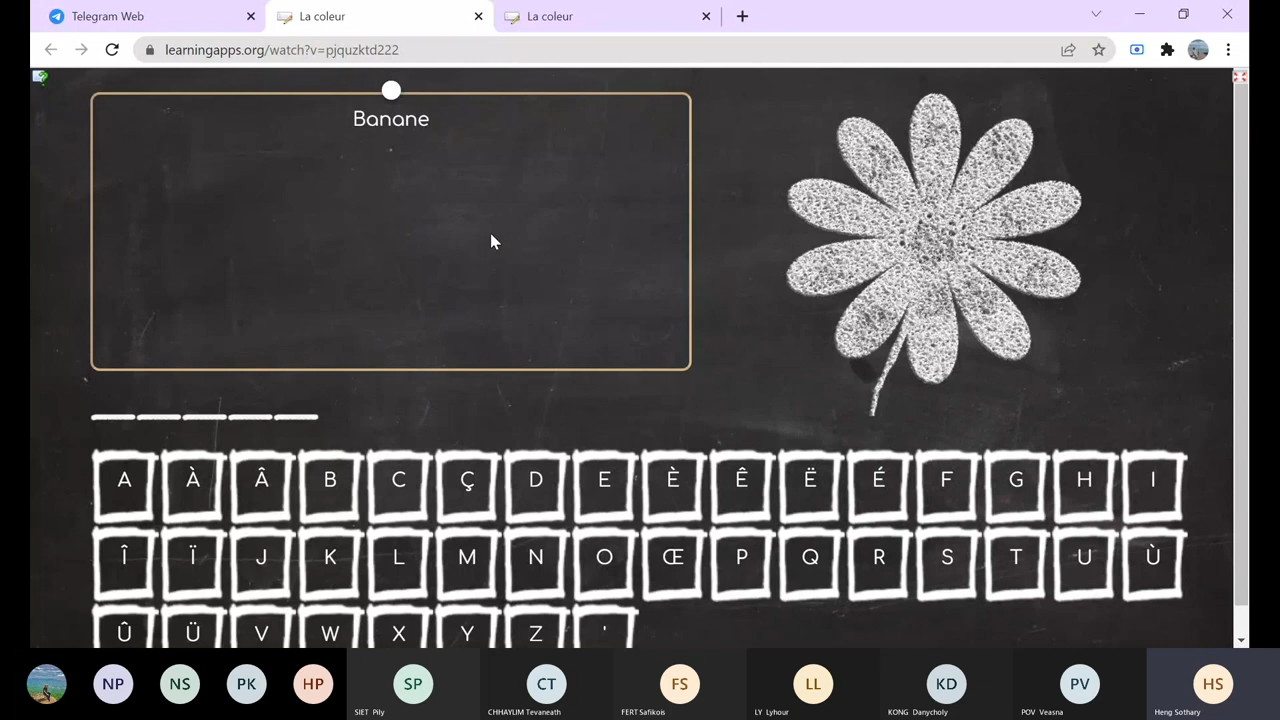 Telegram Web
La coleur
La coleur
learningapps.org/watch?v=pjquzktd222
Banane
A À Â B C Ç D E È Ê Ë É F G H I
Î Ï J K L M N O Œ P Q R S T U Ù
Û Ü V W X Y Z '
NP NS PK HP SP CT FS LL KD PV HS
SIET Pily CHHAYLIM Tevaneath FERT Safikois LY Lyhour KONG Danycholy POV Veasna Heng Sothary